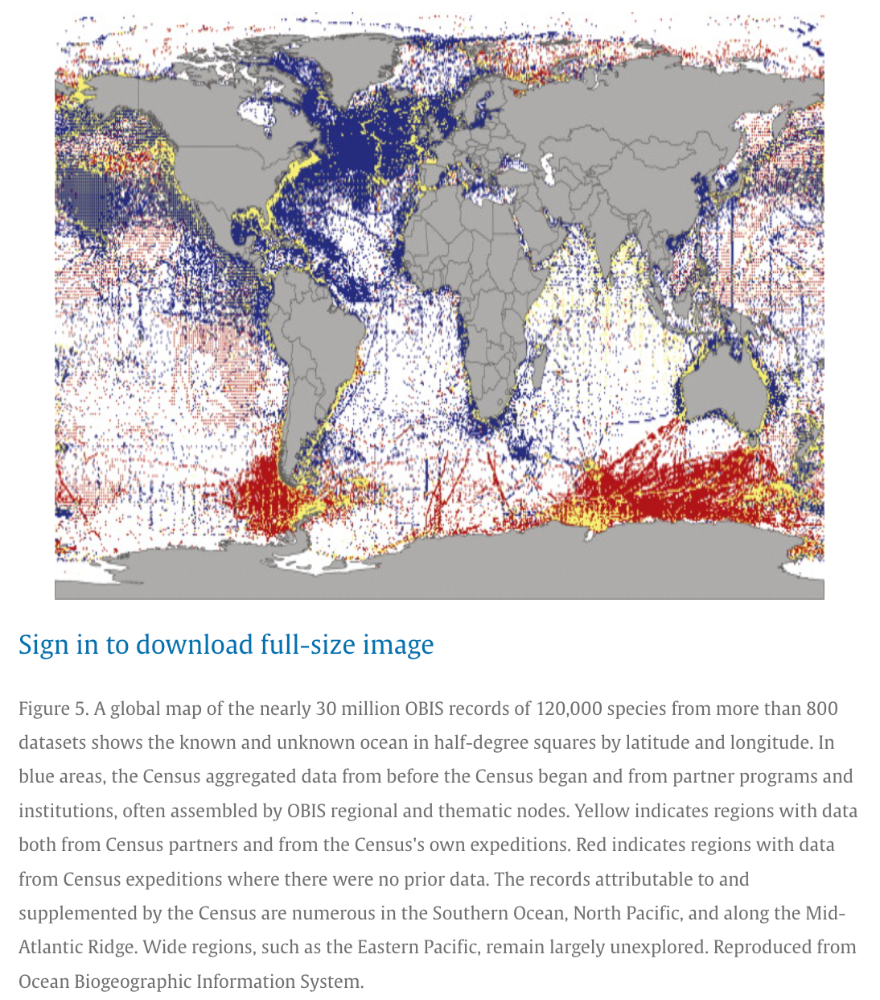 Sign in to download full-size image
Figure 5. A global map of the nearly 30 million OBIS records of 120,000 species from more than 800
datasets shows the known and unknown ocean in half-degree squares by latitude and longitude. In
blue areas, the Census aggregated data from before the Census began and from partner programs and
institutions, often assembled by OBIS regional and thematic nodes. Yellow indicates regions with data
both from Census partners and from the Census's own expeditions. Red indicates regions with data
from Census expeditions where there were no prior data. The records attributable to and
supplemented by the Census are numerous in the Southern Ocean, North Pacific, and along the Mid-
Atlantic Ridge. Wide regions, such as the Eastern Pacific, remain largely unexplored. Reproduced from
Ocean Biogeographic Information System.